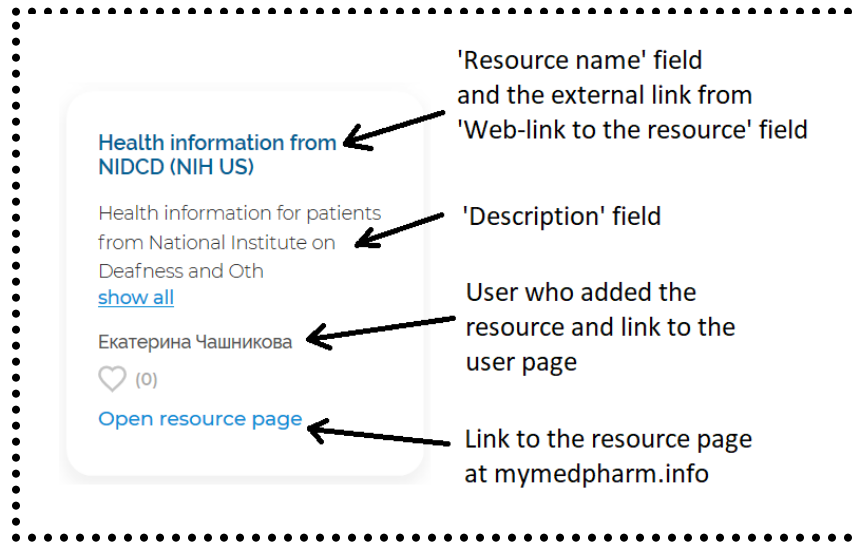 'Resource name' field
and the external link from
'Web-link to the resource' field
Health information from
NIDCD (NIH US)
Health information for patients
from National Institute on
Deafness and Oth
show all
'Description' field
Екатерина Чашникова
User who added the
resource and link to the
user page
(0)
Open resource page
Link to the resource page
at mymedpharm.info